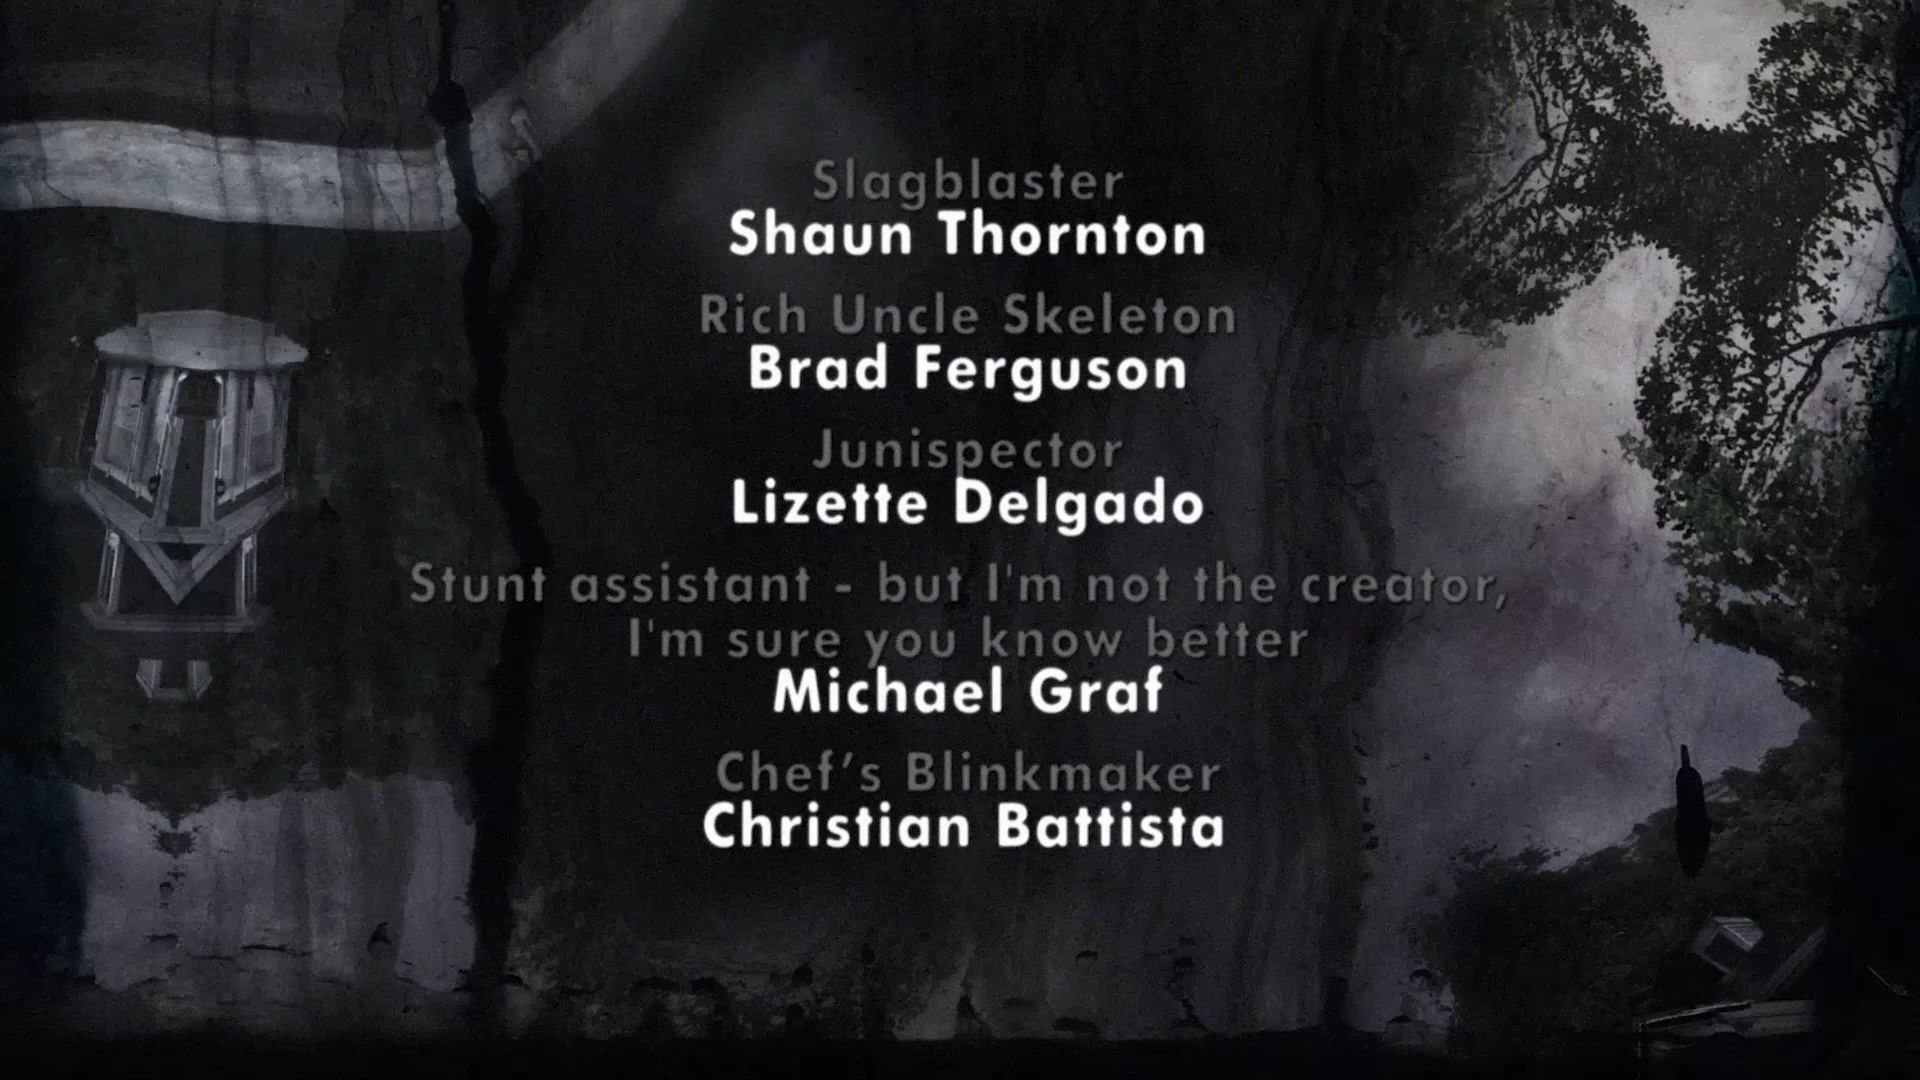 Slagblaster
Shaun Thornton
Rich Uncle Skeleton
Brad Ferguson
Junispector
Lizette Delgado
Stunt assistant - but I'm not the creator,
I'm sure you know better
Michael Graf
Chef’s Blinkmaker
Christian Battista